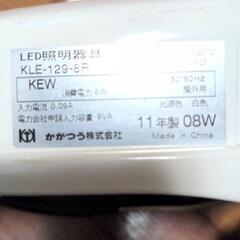 LED照明器具
KLE-129-8
KEW
50/60Hz
消費電力 8W
屋外用
入力電流 0.09A
光源色 白色
電力会社申請入力容量 9VA
11年製 08W
かがつう株式会社
Made in China